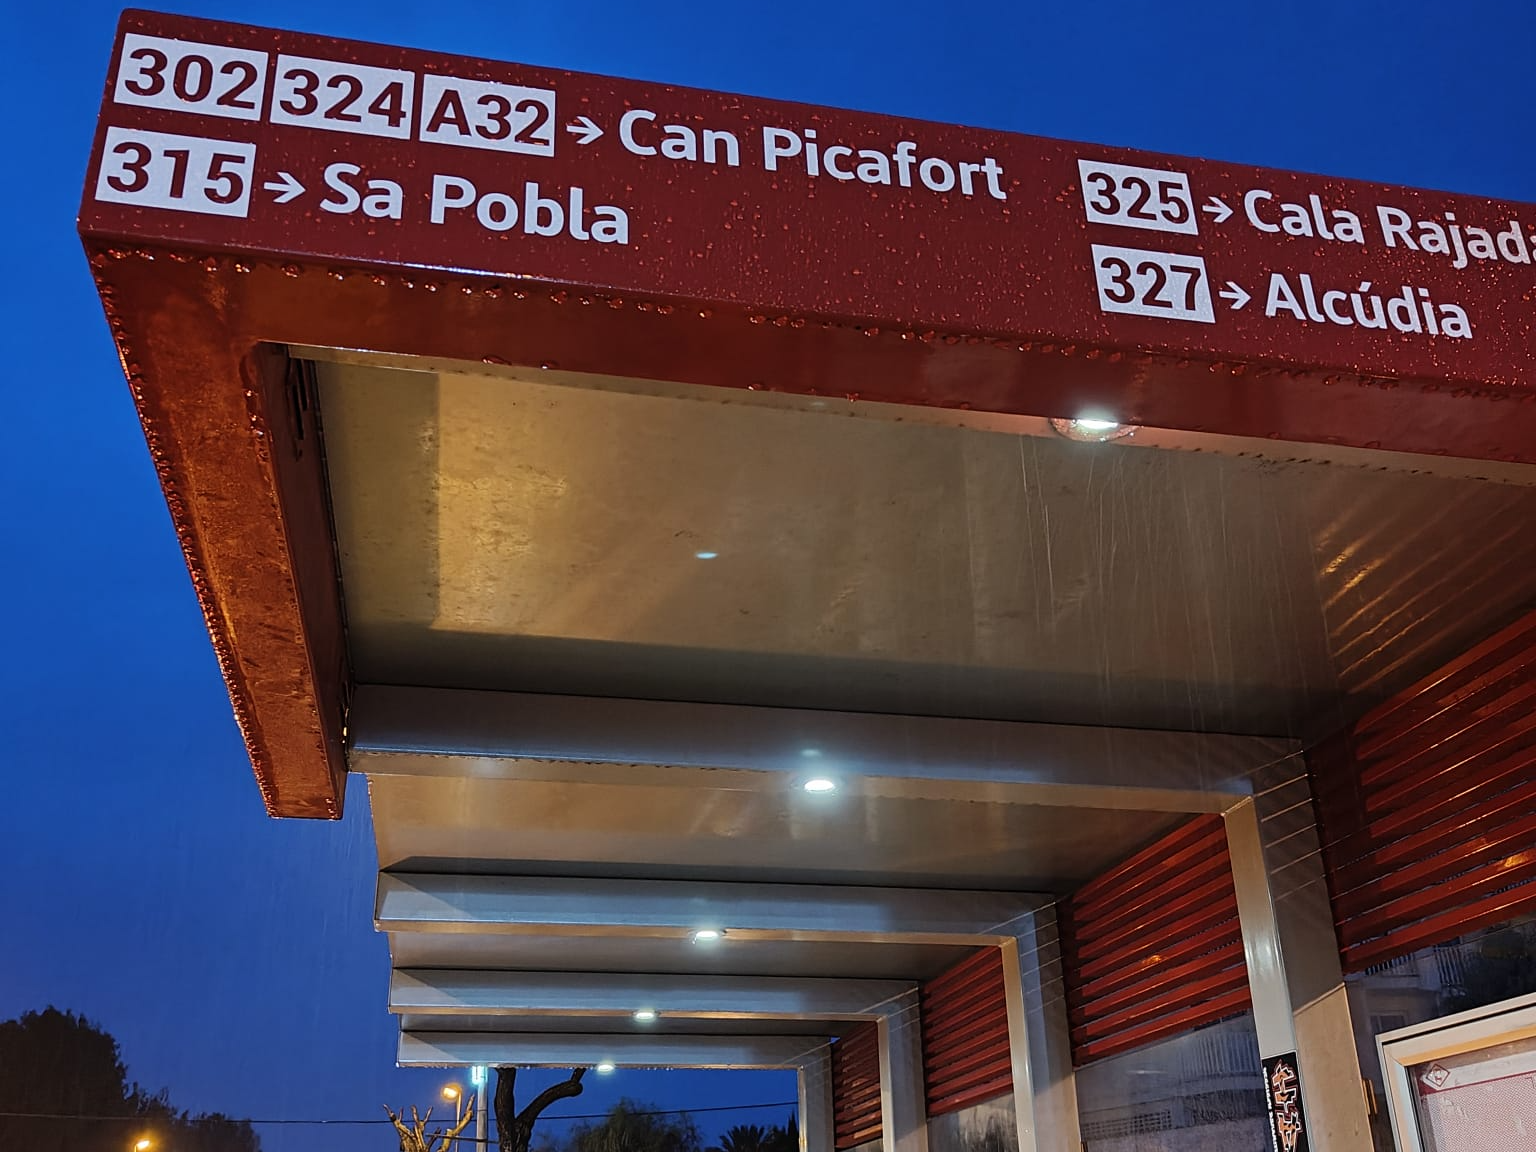 302 324 A32 → Can Picafort
315 → Sa Pobla
325 → Cala Rajada
327 → Alcúdia